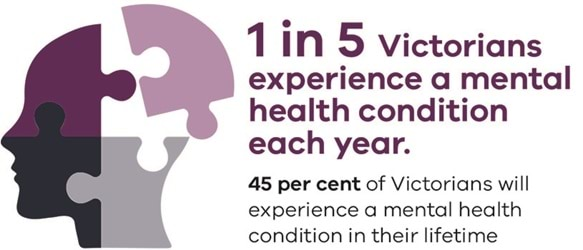 1 in 5 Victorians
experience a mental
health condition
each year.
45 per cent of Victorians will
experience a mental health
condition in their lifetime